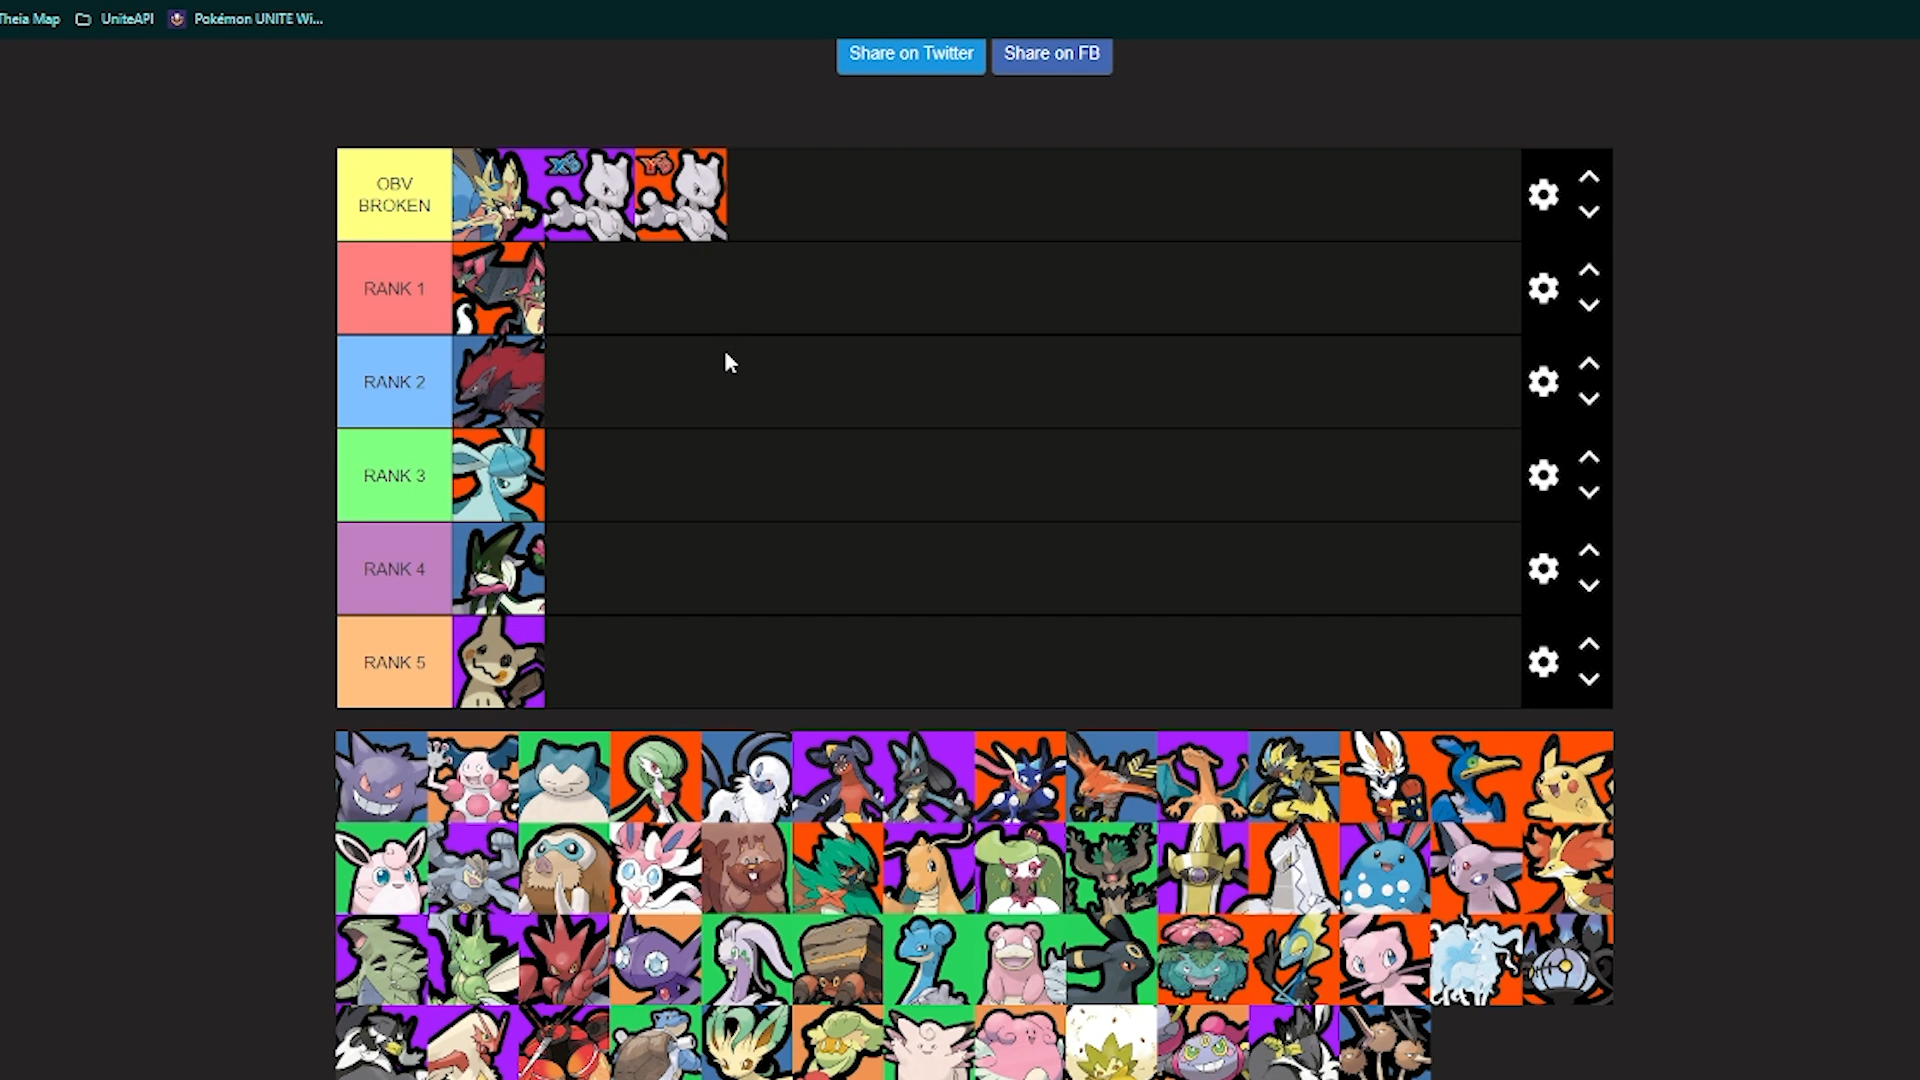 Theia Map UniteAPI Pokémon UNITE Wi...
Share on Twitter Share on FB
OBV
BROKEN
X
Y
RANK 1
RANK 2
RANK 3
RANK 4
RANK 5